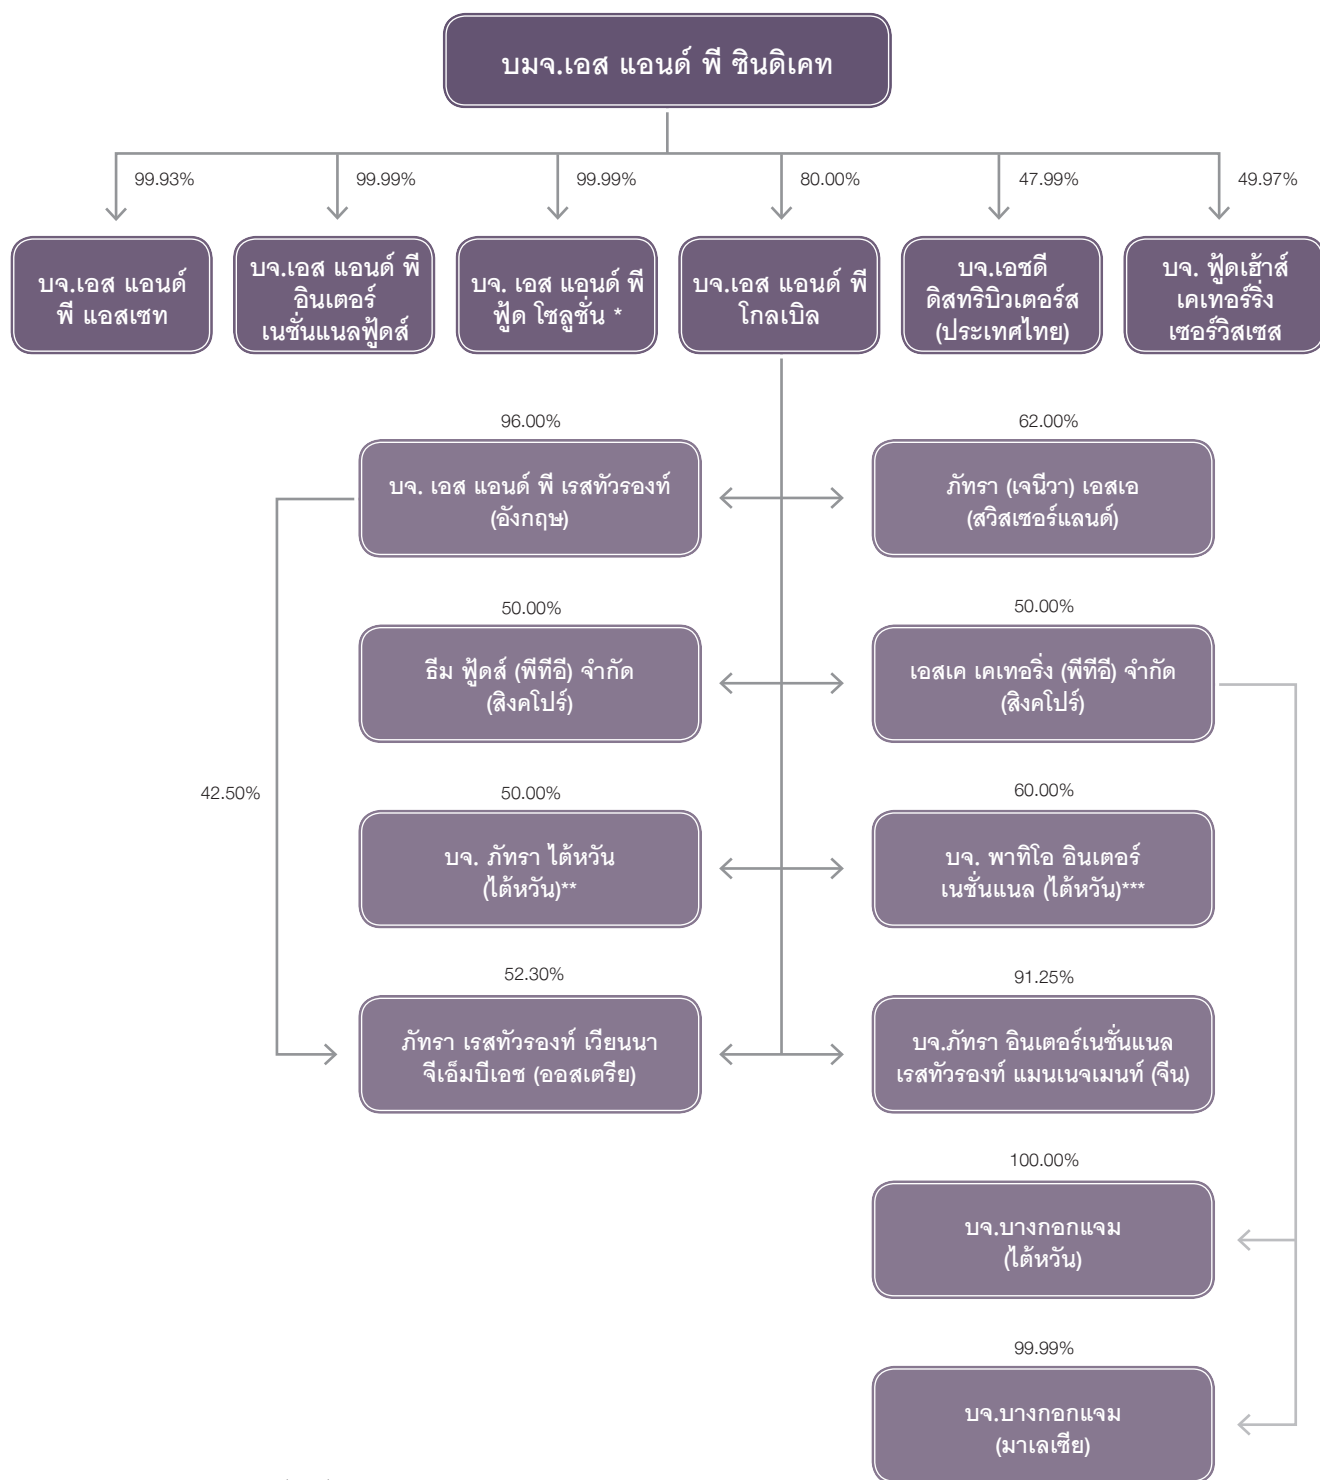 บมจ.เอส แอนด์ พี ซินดิเคท
99.93%
99.99%
99.99%
80.00%
47.99%
49.97%
บจ.เอส แอนด์
พี แอสเซท
บจ.เอส แอนด์ พี
อินเตอร์
เนชั่นแนลฟู้ดส์
บจ. เอส แอนด์ พี
ฟู้ด โซลูชั่น *
บจ.เอส แอนด์ พี
โกลเบิล
บจ.เอชดี
ดิสทริบิวเตอร์ส
(ประเทศไทย)
บจ. ฟู้ดเฮ้าส์
เคเทอร์ริ่ง
เซอร์วิสเซส
96.00%
บจ. เอส แอนด์ พี เรสทัวรองท์
(อังกฤษ)
62.00%
ภัทรา (เจนีวา) เอสเอ
(สวิสเซอร์แลนด์)
50.00%
ธีม ฟู้ดส์ (พีทีอี) จำกัด
(สิงคโปร์)
50.00%
เอสเค เคเทอริ่ง (พีทีอี) จำกัด
(สิงคโปร์)
42.50%
50.00%
บจ. ภัทรา ไต้หวัน
(ไต้หวัน)**
60.00%
บจ. พาทิโอ อินเตอร์
เนชั่นแนล (ไต้หวัน)***
52.30%
ภัทรา เรสทัวรองท์ เวียนนา
จีเอ็มบีเอช (ออสเตรีย)
91.25%
บจ.ภัทรา อินเตอร์เนชั่นแนล
เรสทัวรองท์ แมนเนจเมนท์ (จีน)
100.00%
บจ.บางกอกแจม
(ไต้หวัน)
99.99%
บจ.บางกอกแจม
(มาเลเซีย)